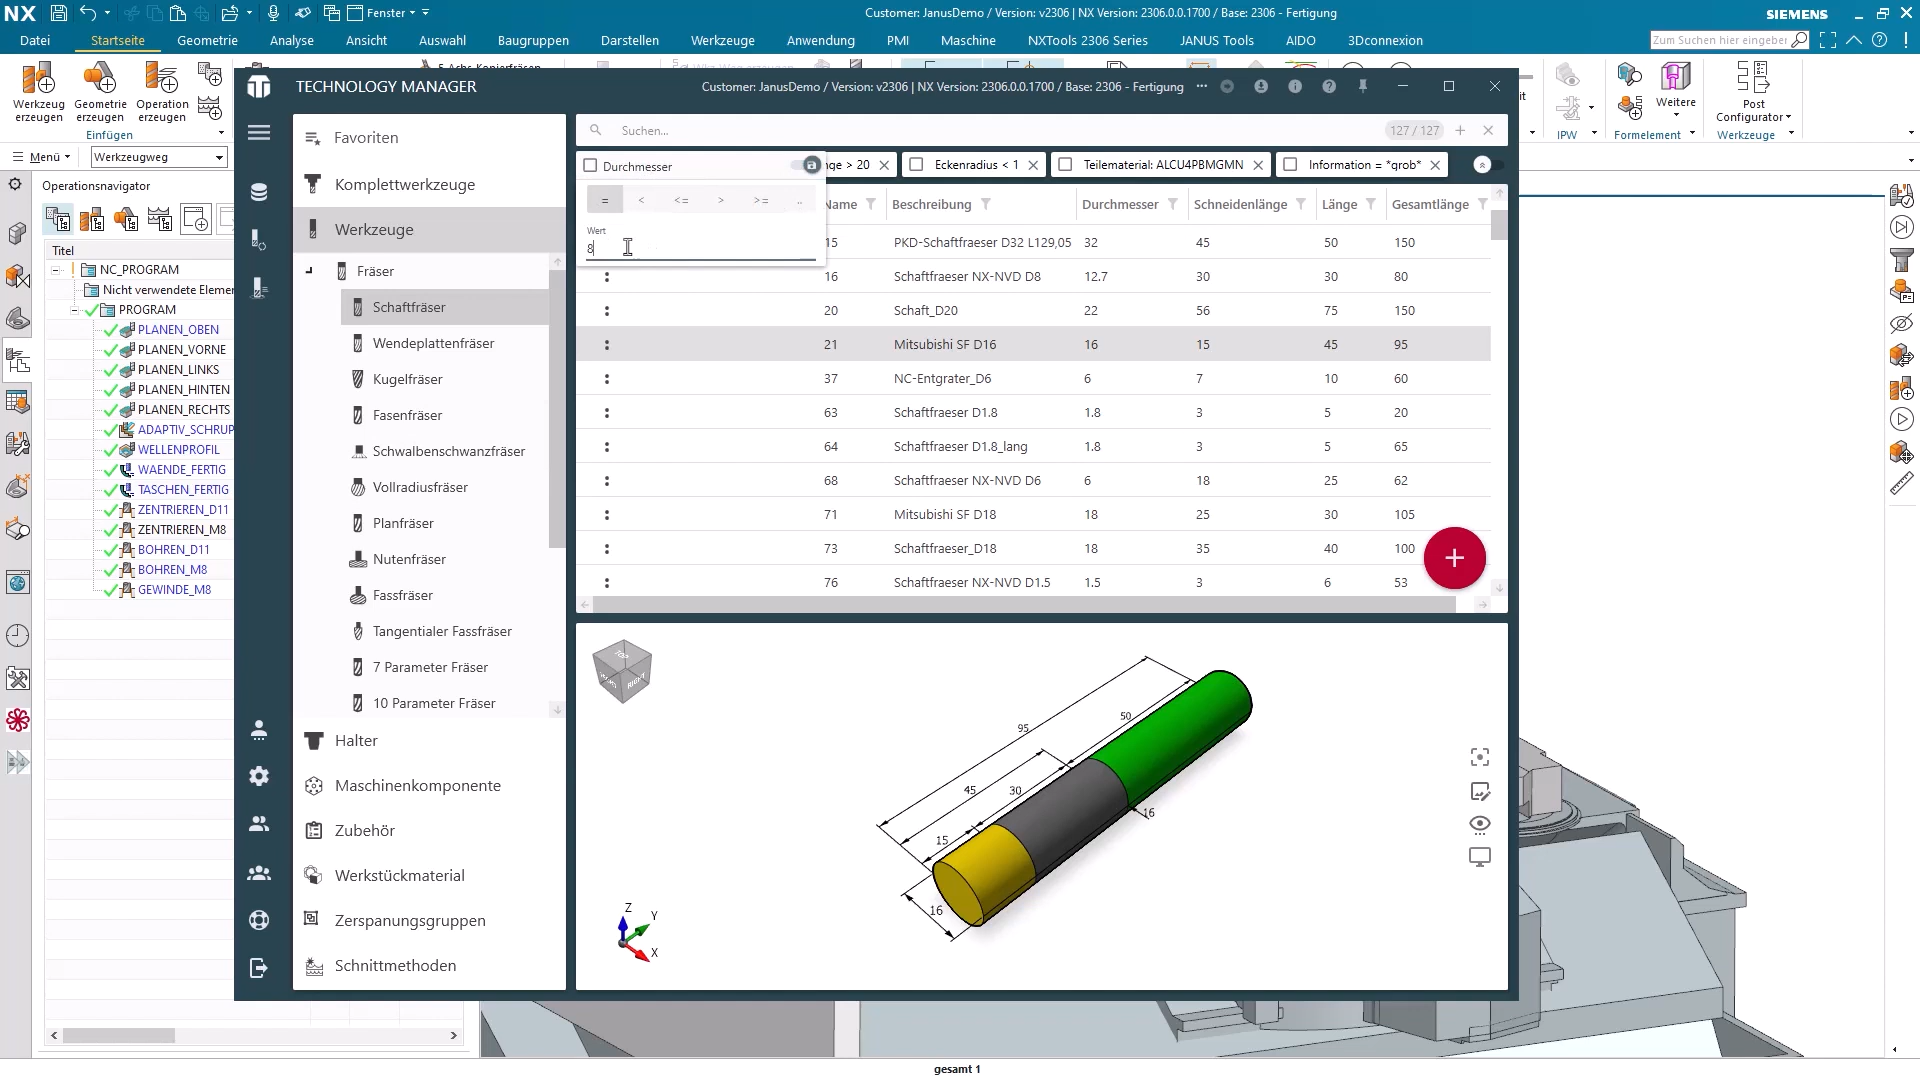 NX
Fenster
Customer: JanusDemo / Version: v2306 | NX Version: 2306.0.0.1700 / Base: 2306 - Fertigung
SIEMENS
Datei Startseite Geometrie Analyse Ansicht Auswahl Baugruppen Darstellen Werkzeuge Anwendung PMI Maschine NXTools 2306 Series JANUS Tools AIDO 3Dconnexion
Zum Suchen hier eingeben
Werkzeug erzeugen
Geometrie erzeugen
Operation erzeugen
Einfügen
IPW
Weitere
Formelement
Post Configurator
Werkzeuge
Menü
Werkzeugweg
Operationsnavigator
Titel
NC_PROGRAM
Nicht verwendete Elemen
PROGRAM
PLANEN_OBEN
PLANEN_VORNE
PLANEN_LINKS
PLANEN_HINTEN
PLANEN_RECHTS
ADAPTIV_SCHRUP
WELLENPROFIL
WAENDE_FERTIG
TASCHEN_FERTIG
ZENTRIEREN_D11
ZENTRIEREN_M8
BOHREN_D11
BOHREN_M8
GEWINDE_M8
TECHNOLOGY MANAGER
Customer: JanusDemo / Version: v2306 | NX Version: 2306.0.0.1700 / Base: 2306 - Fertigung
Favoriten
Komplettwerkzeuge
Werkzeuge
Fräser
Schaftfräser
Wendeplattenfräser
Kugelfräser
Fasenfräser
Schwalbenschwanzfräser
Vollradiusfräser
Planfräser
Nutenfräser
Fassfräser
Tangentialer Fassfräser
7 Parameter Fräser
10 Parameter Fräser
Halter
Maschinenkomponente
Zubehör
Werkstückmaterial
Zerspanungsgruppen
Schnittmethoden
Suchen...
127 / 127
Durchmesser
= < <= > >= ..
Wert
8
nge > 20
Eckenradius < 1
Teilematerial: ALCU4PBMGMN
Information = *grob*
Name Beschreibung Durchmesser Schneidenlänge Länge Gesamtlänge
15 PKD-Schaftfraeser D32 L129,05 32 45 50 150
16 Schaftfraeser NX-NVD D8 12.7 30 30 80
20 Schaft_D20 22 56 75 150
21 Mitsubishi SF D16 16 15 45 95
37 NC-Entgrater_D6 6 7 10 60
63 Schaftfraeser D1.8 1.8 3 5 20
64 Schaftfraeser D1.8_lang 1.8 3 5 65
68 Schaftfraeser NX-NVD D6 6 18 25 62
71 Mitsubishi SF D18 18 25 30 105
73 Schaftfraeser_D18 18 35 40 100
76 Schaftfraeser NX-NVD D1.5 1.5 3 6 53
TOP
RIGHT
95
50
45
30
15
16
16
Z
Y
X
gesamt 1